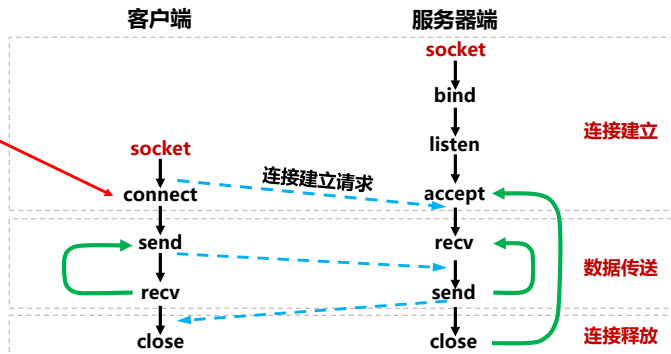 客户端 服务器端
socket
bind
listen 连接建立
socket
连接建立请求
connect accept
send recv
数据传送
recv send
close close 连接释放